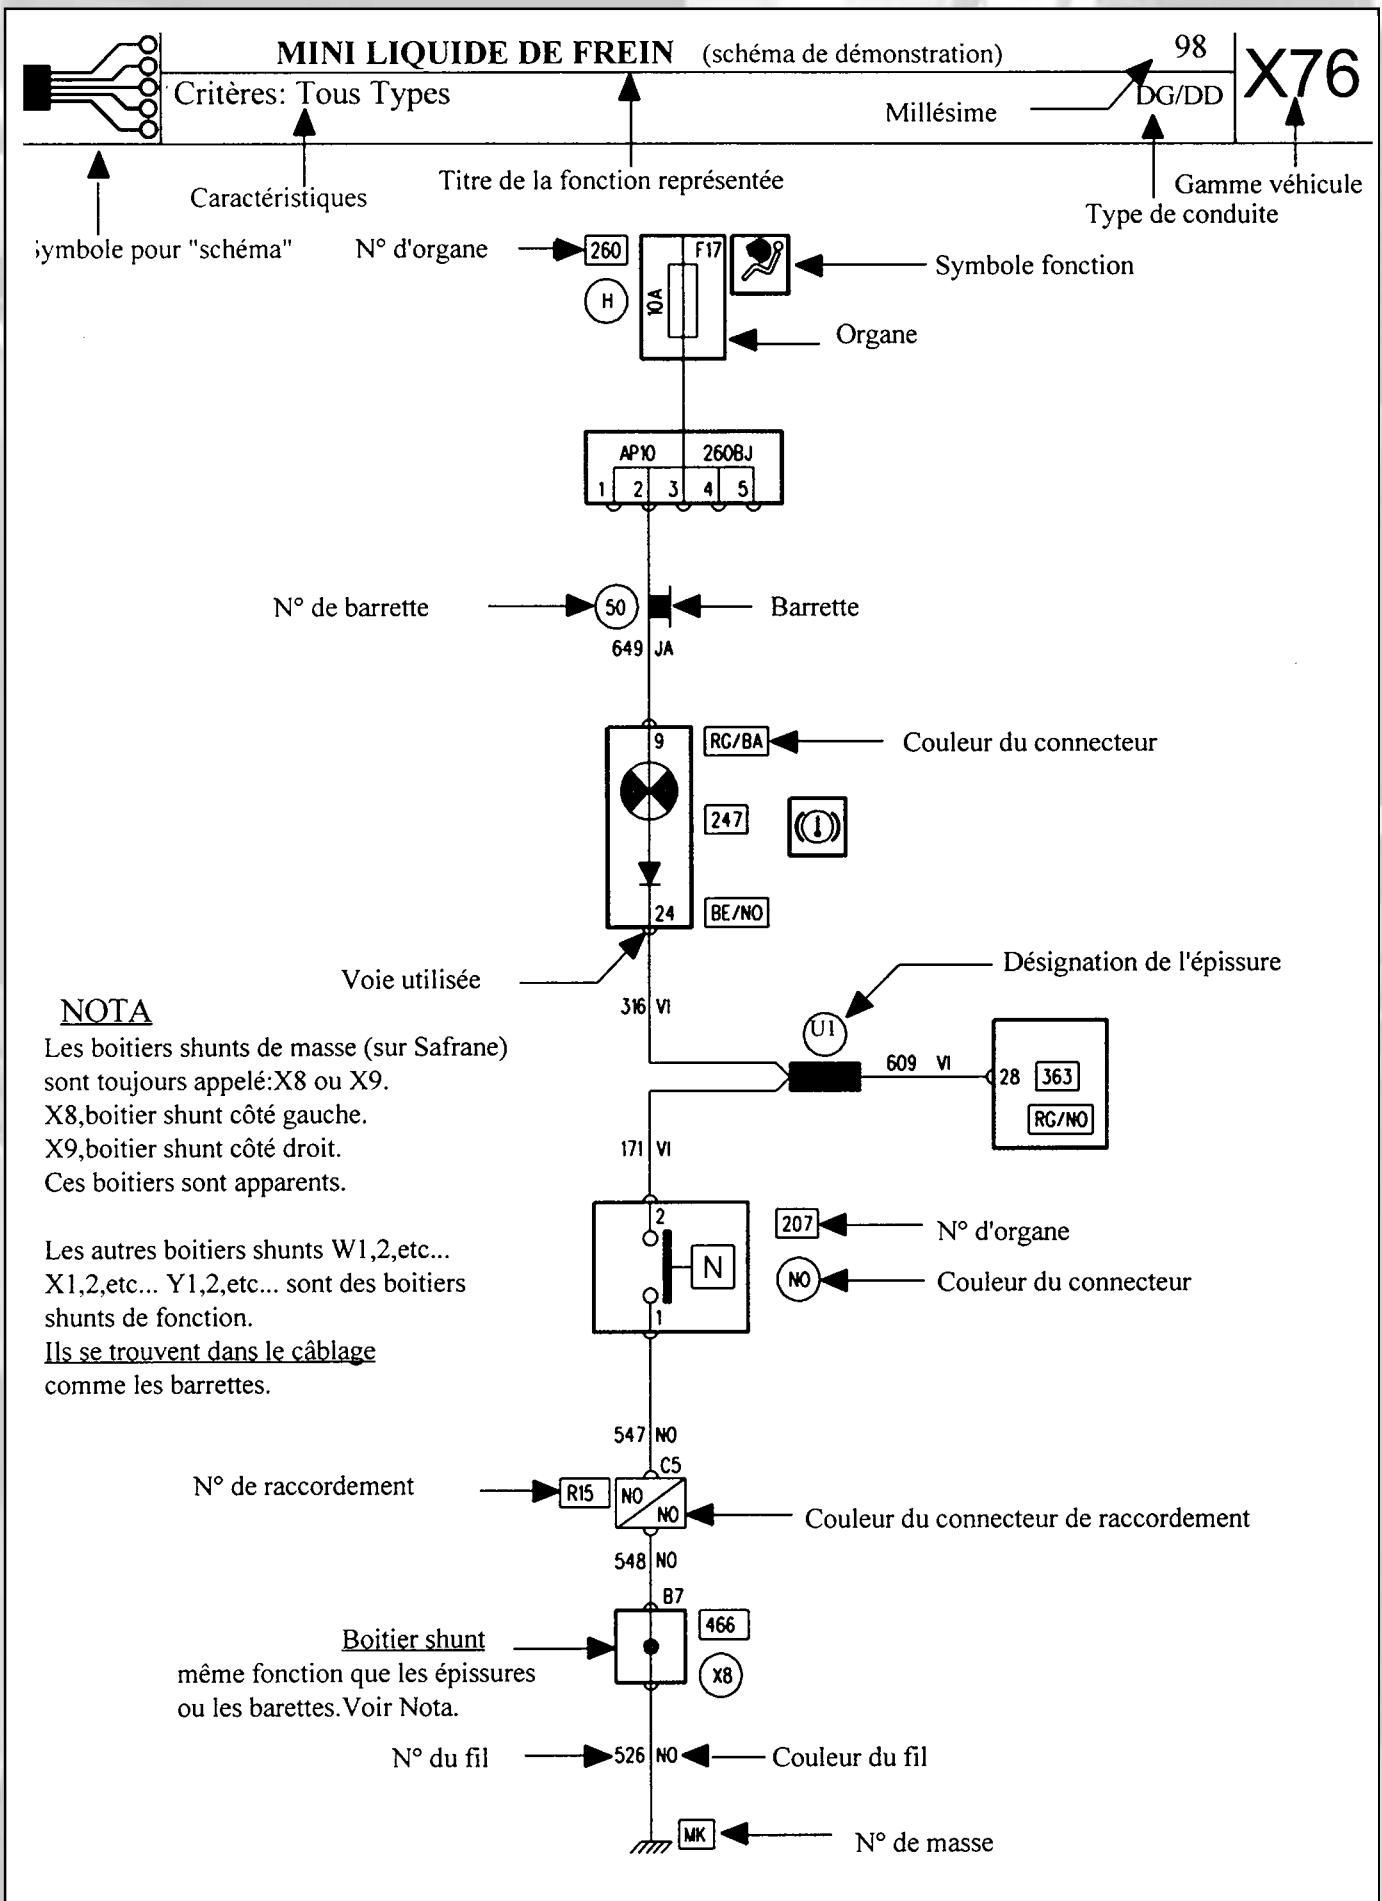 MINI LIQUIDE DE FREIN (schéma de démonstration) 98
X76
Critères: Tous Types
Millésime
DG/DD
Caractéristiques
Titre de la fonction représentée
Gamme véhicule
Type de conduite
ymbole pour "schéma"
N° d'organe
260
F17
Symbole fonction
H
10A
Organe
AP10 260BJ
1 2 3 4 5
N° de barrette
50
Barrette
649 JA
9
RG/BA
Couleur du connecteur
247
24
BE/NO
Voie utilisée
Désignation de l'épissure
316 VI
U1
609 VI
28 363
RG/NO
171 VI
NOTA
Les boitiers shunts de masse (sur Safrane)
sont toujours appelé:X8 ou X9.
X8,boitier shunt côté gauche.
X9,boitier shunt côté droit.
Ces boitiers sont apparents.
Les autres boitiers shunts W1,2,etc...
X1,2,etc... Y1,2,etc... sont des boitiers
shunts de fonction.
Ils se trouvent dans le câblage
comme les barrettes.
2
207
N° d'organe
N
NO
Couleur du connecteur
1
547 NO
C5
N° de raccordement
R15
NO
NO
Couleur du connecteur de raccordement
548 NO
B7
466
Boitier shunt
même fonction que les épissures
ou les barettes.Voir Nota.
X8
N° du fil
526 NO
Couleur du fil
MK
N° de masse